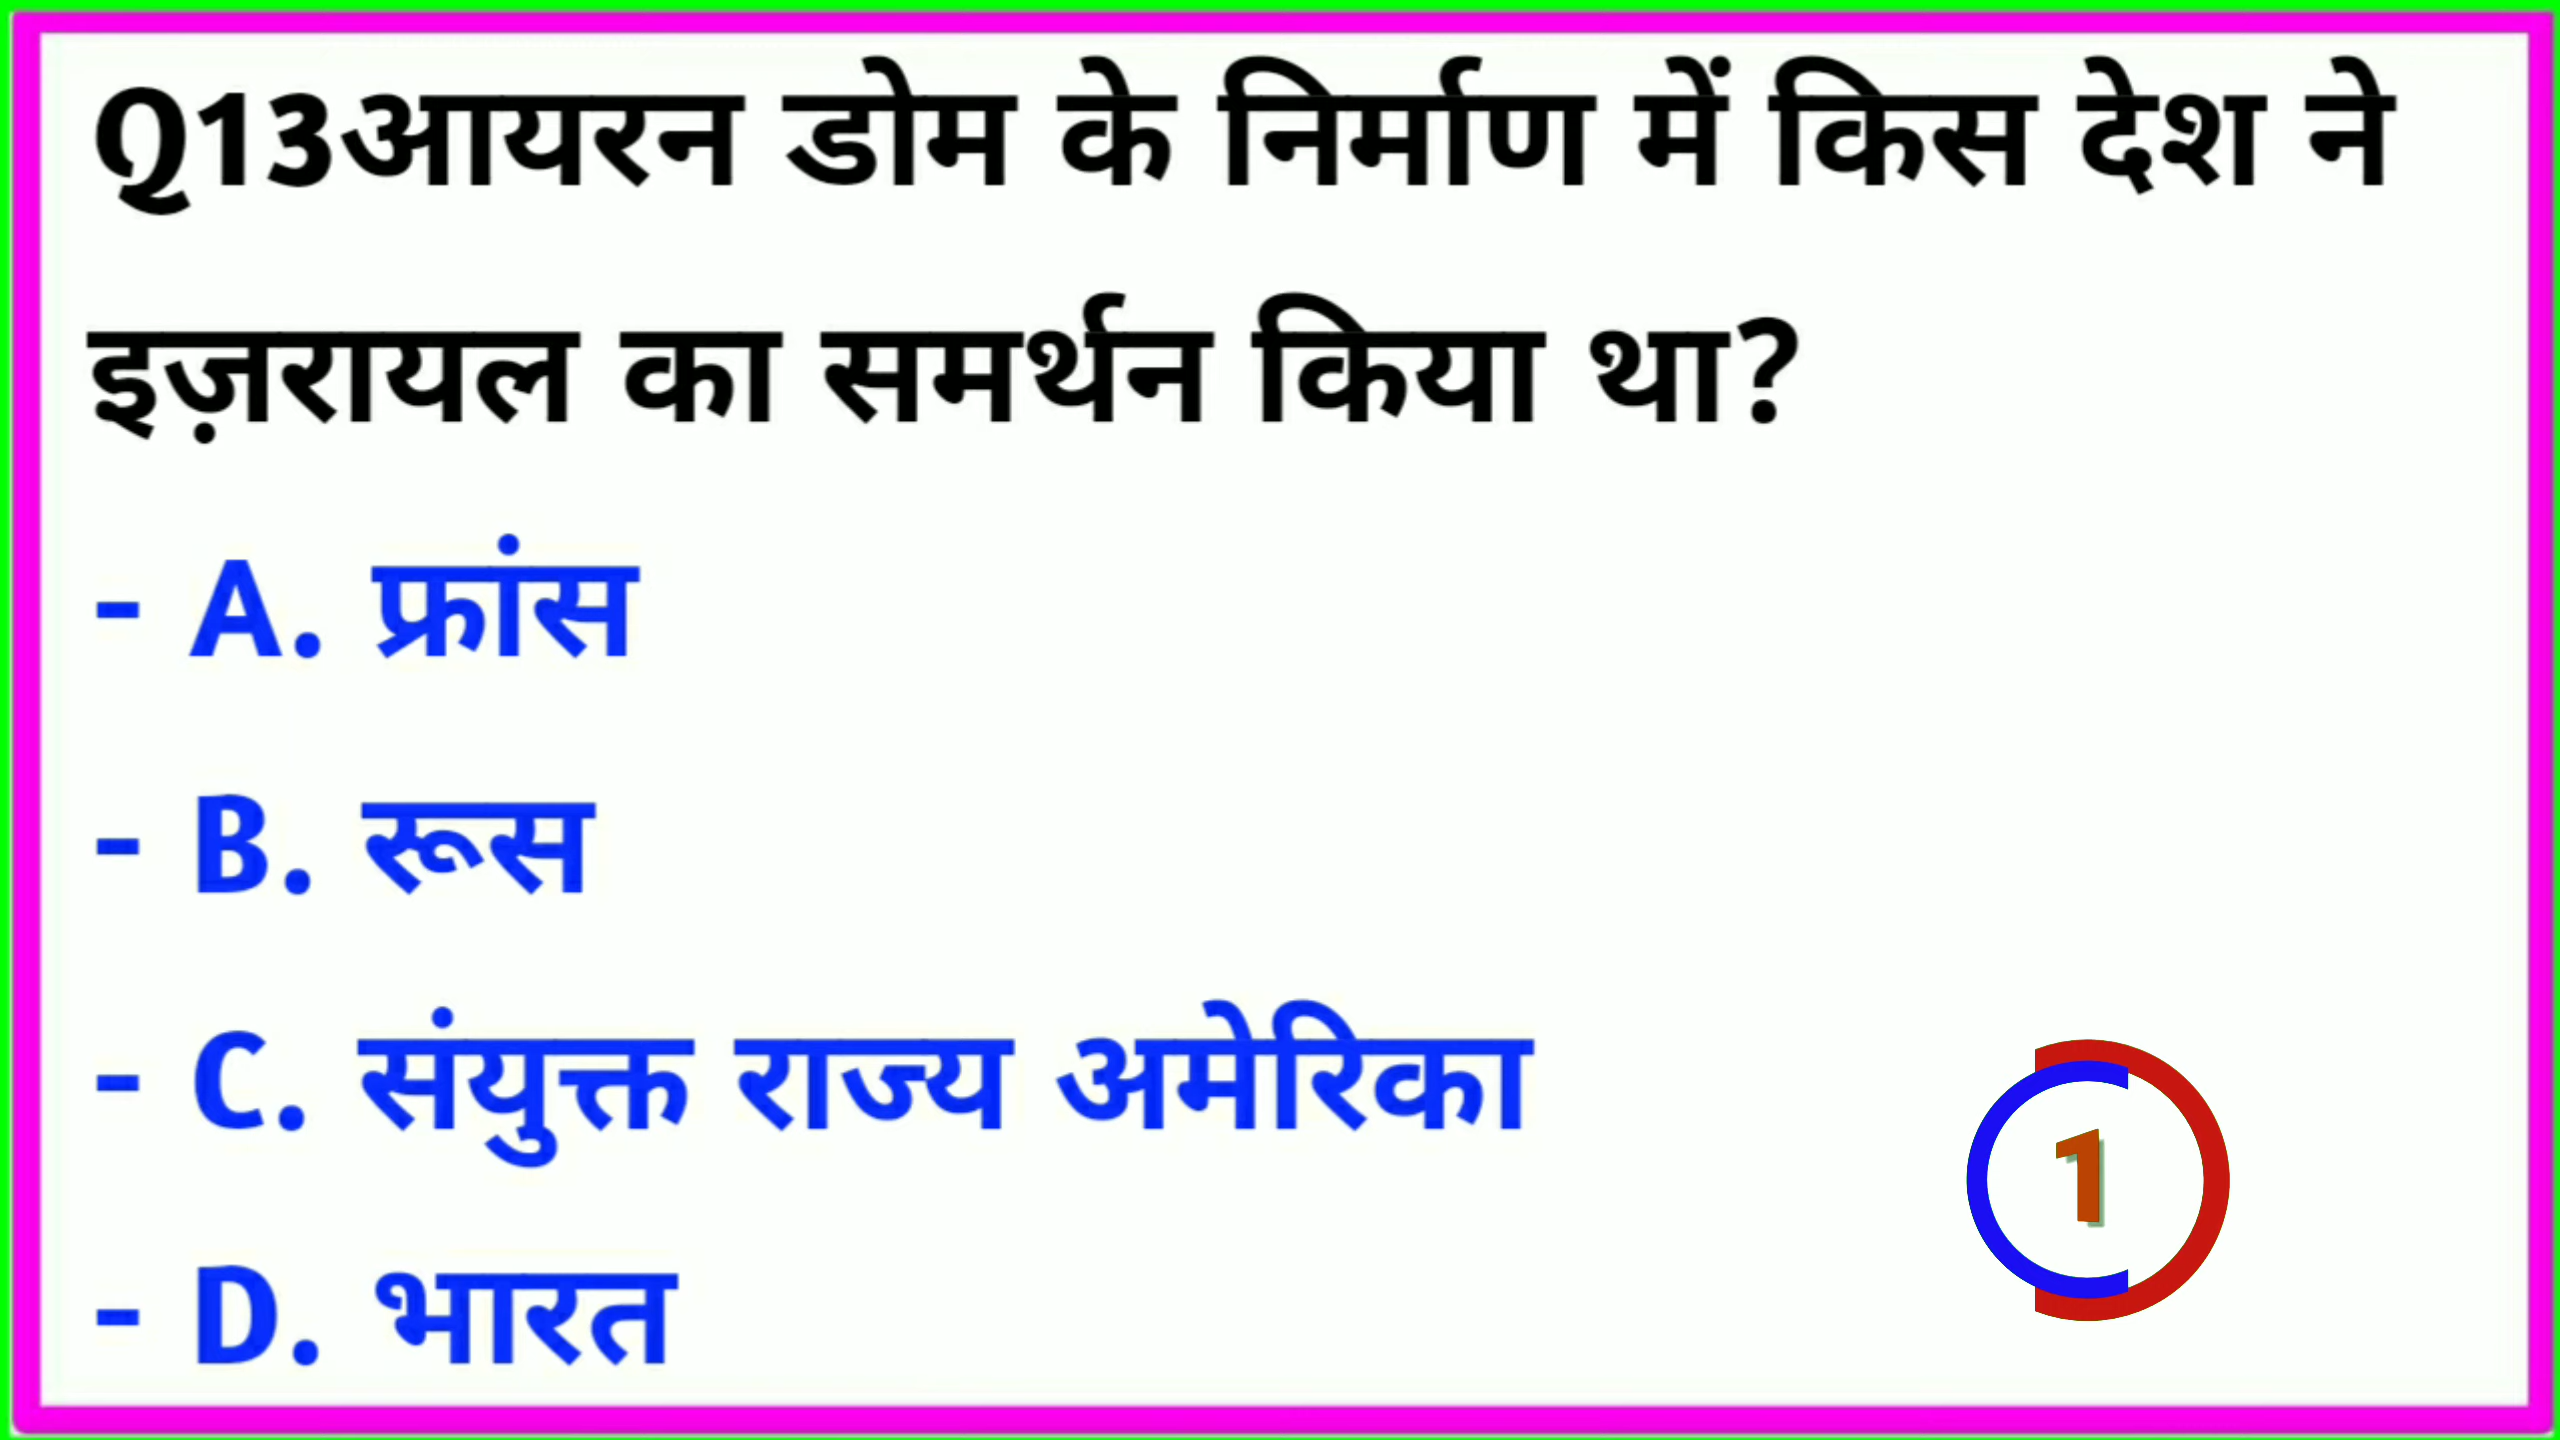 Q13आयरन डोम के निर्माण में किस देश ने
इज़रायल का समर्थन किया था?
- A. फ्रांस
- B. रूस
- C. संयुक्त राज्य अमेरिका
- D. भारत
1